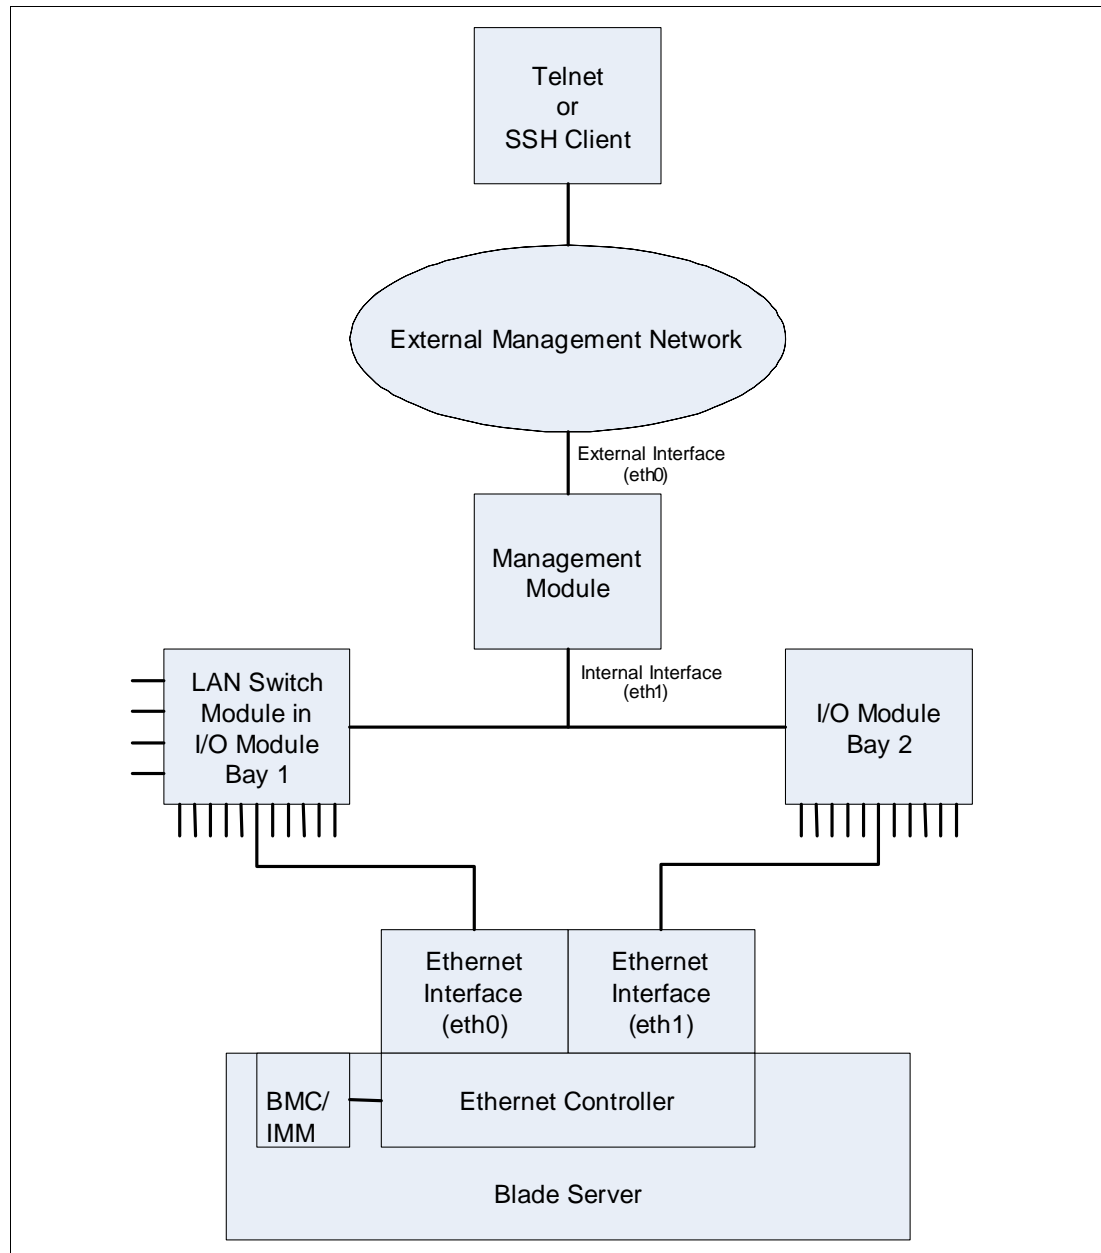 Telnet
or
SSH Client
External Management Network
External Interface
(eth0)
Management
Module
Internal Interface
(eth1)
LAN Switch
Module in
I/O Module
Bay 1
I/O Module
Bay 2
Ethernet
Interface
(eth0)
Ethernet
Interface
(eth1)
BMC/
IMM
Ethernet Controller
Blade Server